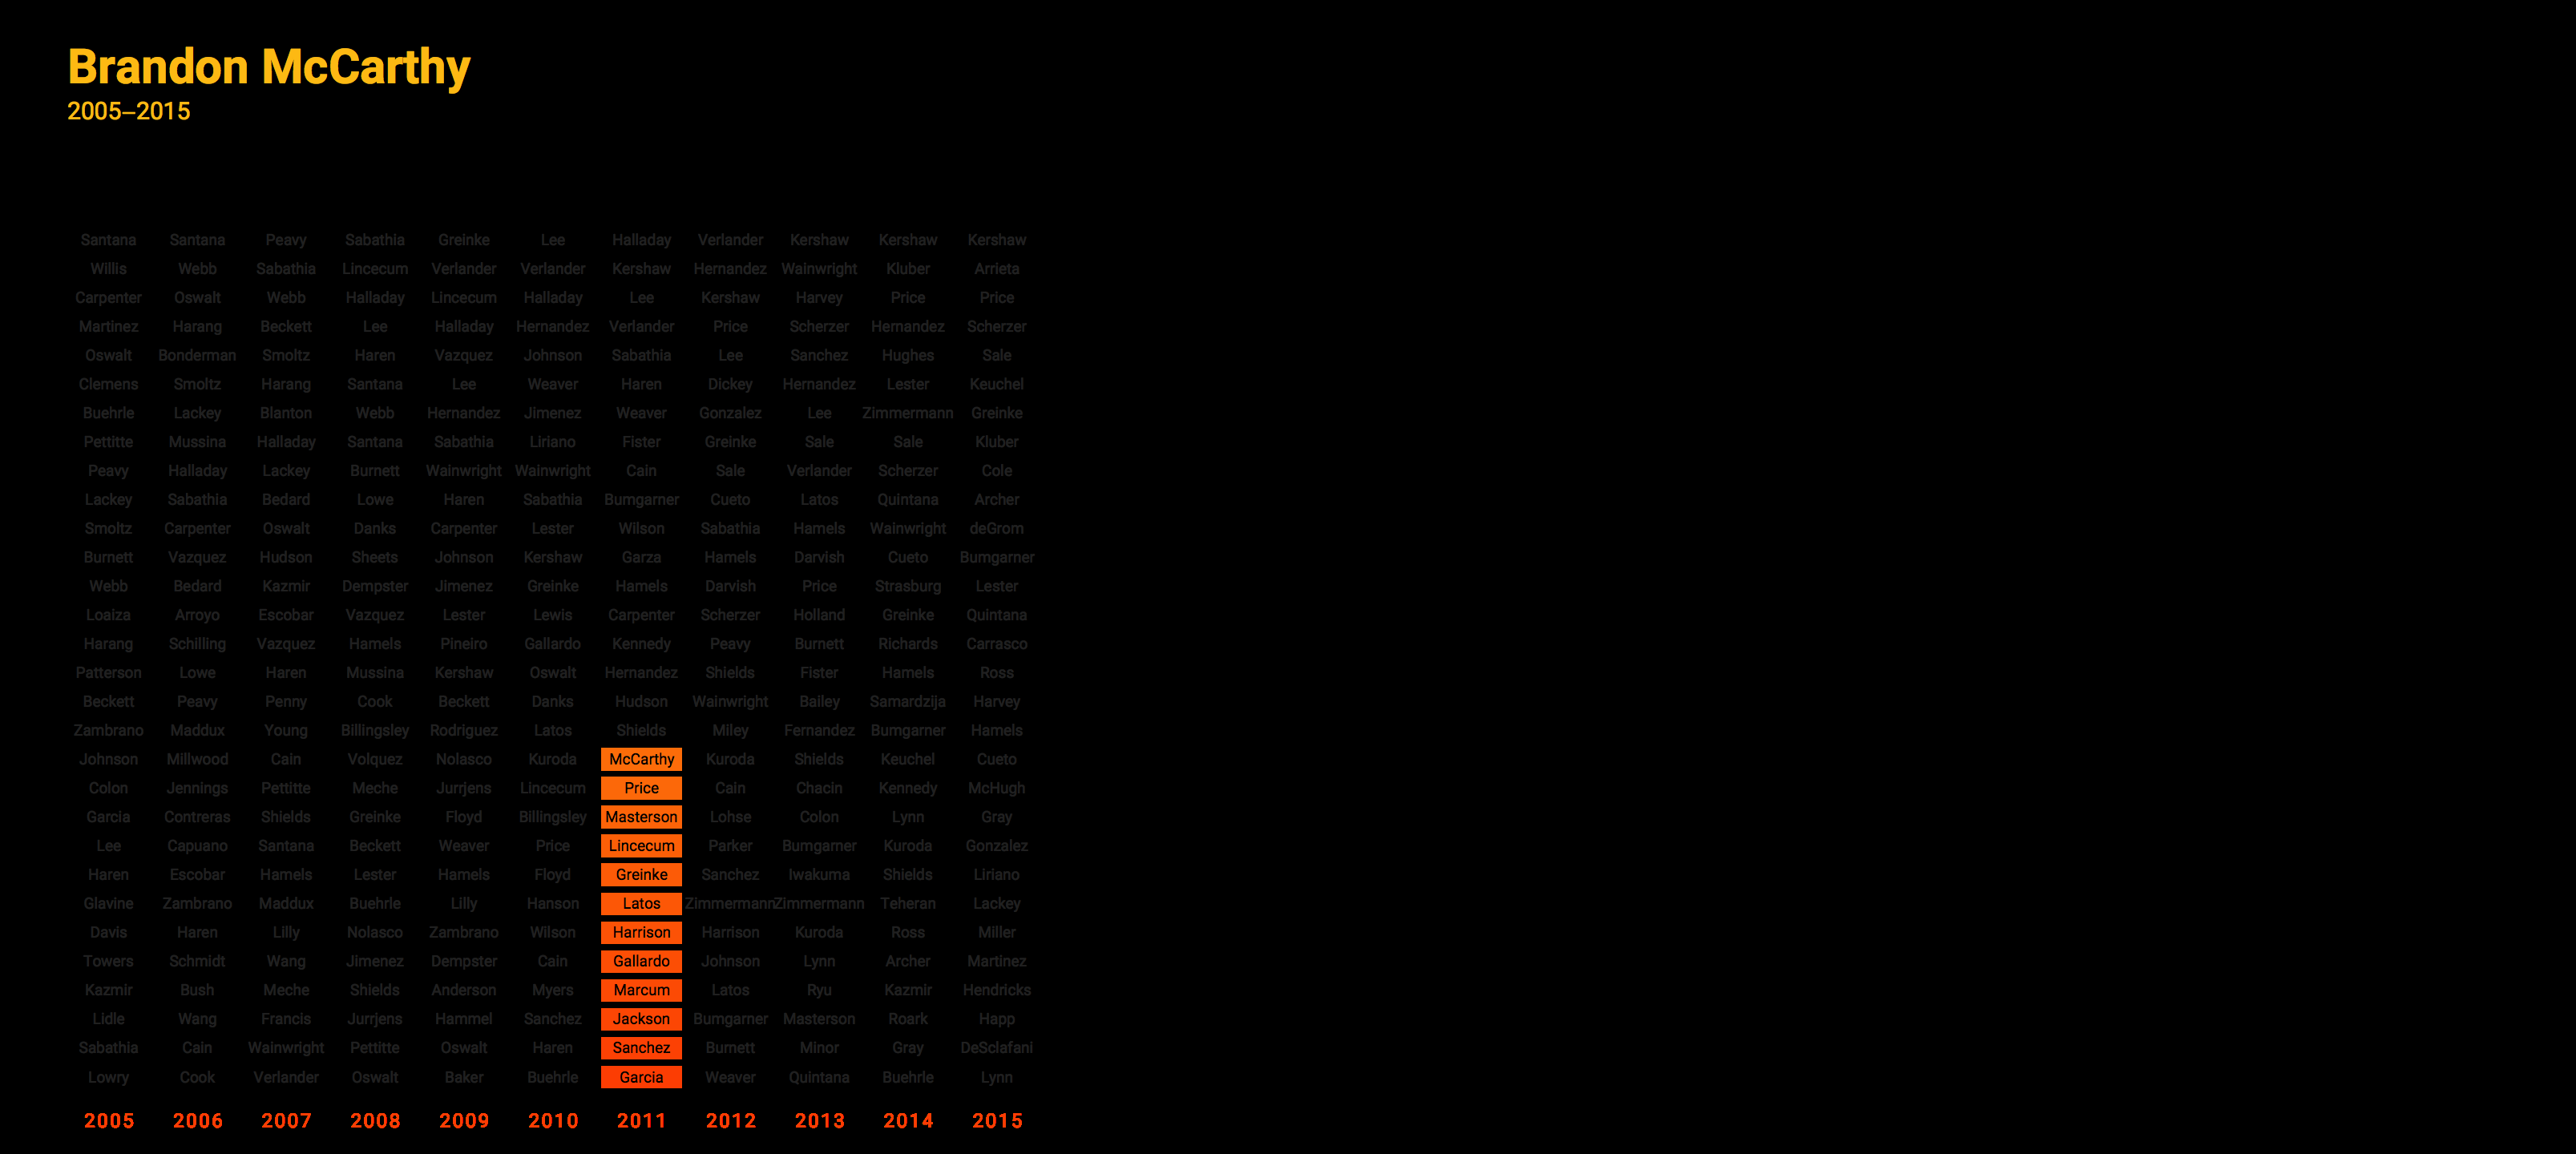 Brandon McCarthy
2005–2015
Santana Santana Peavy Sabathia Greinke Lee Halladay Verlander Kershaw Kershaw Kershaw
Willis Webb Sabathia Lincecum Verlander Verlander Kershaw Hernandez Wainwright Kluber Arrieta
Carpenter Oswalt Webb Halladay Lincecum Halladay Lee Kershaw Harvey Price Price
Martinez Harang Beckett Lee Halladay Hernandez Verlander Price Scherzer Hernandez Scherzer
Oswalt Bonderman Smoltz Haren Vazquez Johnson Sabathia Lee Sanchez Hughes Sale
Clemens Smoltz Harang Santana Lee Weaver Haren Dickey Hernandez Lester Keuchel
Buehrle Lackey Blanton Webb Hernandez Jimenez Weaver Gonzalez Lee Zimmermann Greinke
Pettitte Mussina Halladay Santana Sabathia Liriano Fister Greinke Sale Sale Kluber
Peavy Halladay Lackey Burnett Wainwright Wainwright Cain Sale Verlander Scherzer Cole
Lackey Sabathia Bedard Lowe Haren Sabathia Bumgarner Cueto Latos Quintana Archer
Smoltz Carpenter Oswalt Danks Carpenter Lester Wilson Sabathia Hamels Wainwright deGrom
Burnett Vazquez Hudson Sheets Johnson Kershaw Garza Hamels Darvish Cueto Bumgarner
Webb Bedard Kazmir Dempster Jimenez Greinke Hamels Darvish Price Strasburg Lester
Loaiza Arroyo Escobar Vazquez Lester Lewis Carpenter Scherzer Holland Greinke Quintana
Harang Schilling Vazquez Hamels Pineiro Gallardo Kennedy Peavy Burnett Richards Carrasco
Patterson Lowe Haren Mussina Kershaw Oswalt Hernandez Shields Fister Hamels Ross
Beckett Peavy Penny Cook Beckett Danks Hudson Wainwright Bailey Samardzija Harvey
Zambrano Maddux Young Billingsley Rodriguez Latos Shields Miley Fernandez Bumgarner Hamels
Johnson Millwood Cain Volquez Nolasco Kuroda McCarthy Kuroda Shields Keuchel Cueto
Colon Jennings Pettitte Meche Jurrjens Lincecum Price Cain Chacin Kennedy McHugh
Garcia Contreras Shields Greinke Floyd Billingsley Masterson Lohse Colon Lynn Gray
Lee Capuano Santana Beckett Weaver Price Lincecum Parker Bumgarner Kuroda Gonzalez
Haren Escobar Hamels Lester Hamels Floyd Greinke Sanchez Iwakuma Shields Liriano
Glavine Zambrano Maddux Buehrle Lilly Hanson Latos Zimmermann Zimmermann Teheran Lackey
Davis Haren Lilly Nolasco Zambrano Wilson Harrison Harrison Kuroda Ross Miller
Towers Schmidt Wang Jimenez Dempster Cain Gallardo Johnson Lynn Archer Martinez
Kazmir Bush Meche Shields Anderson Myers Marcum Latos Ryu Kazmir Hendricks
Lidle Wang Francis Jurrjens Hammel Sanchez Jackson Bumgarner Masterson Roark Happ
Sabathia Cain Wainwright Pettitte Oswalt Haren Sanchez Burnett Minor Gray DeSclafani
Lowry Cook Verlander Oswalt Baker Buehrle Garcia Weaver Quintana Buehrle Lynn
2005 2006 2007 2008 2009 2010 2011 2012 2013 2014 2015